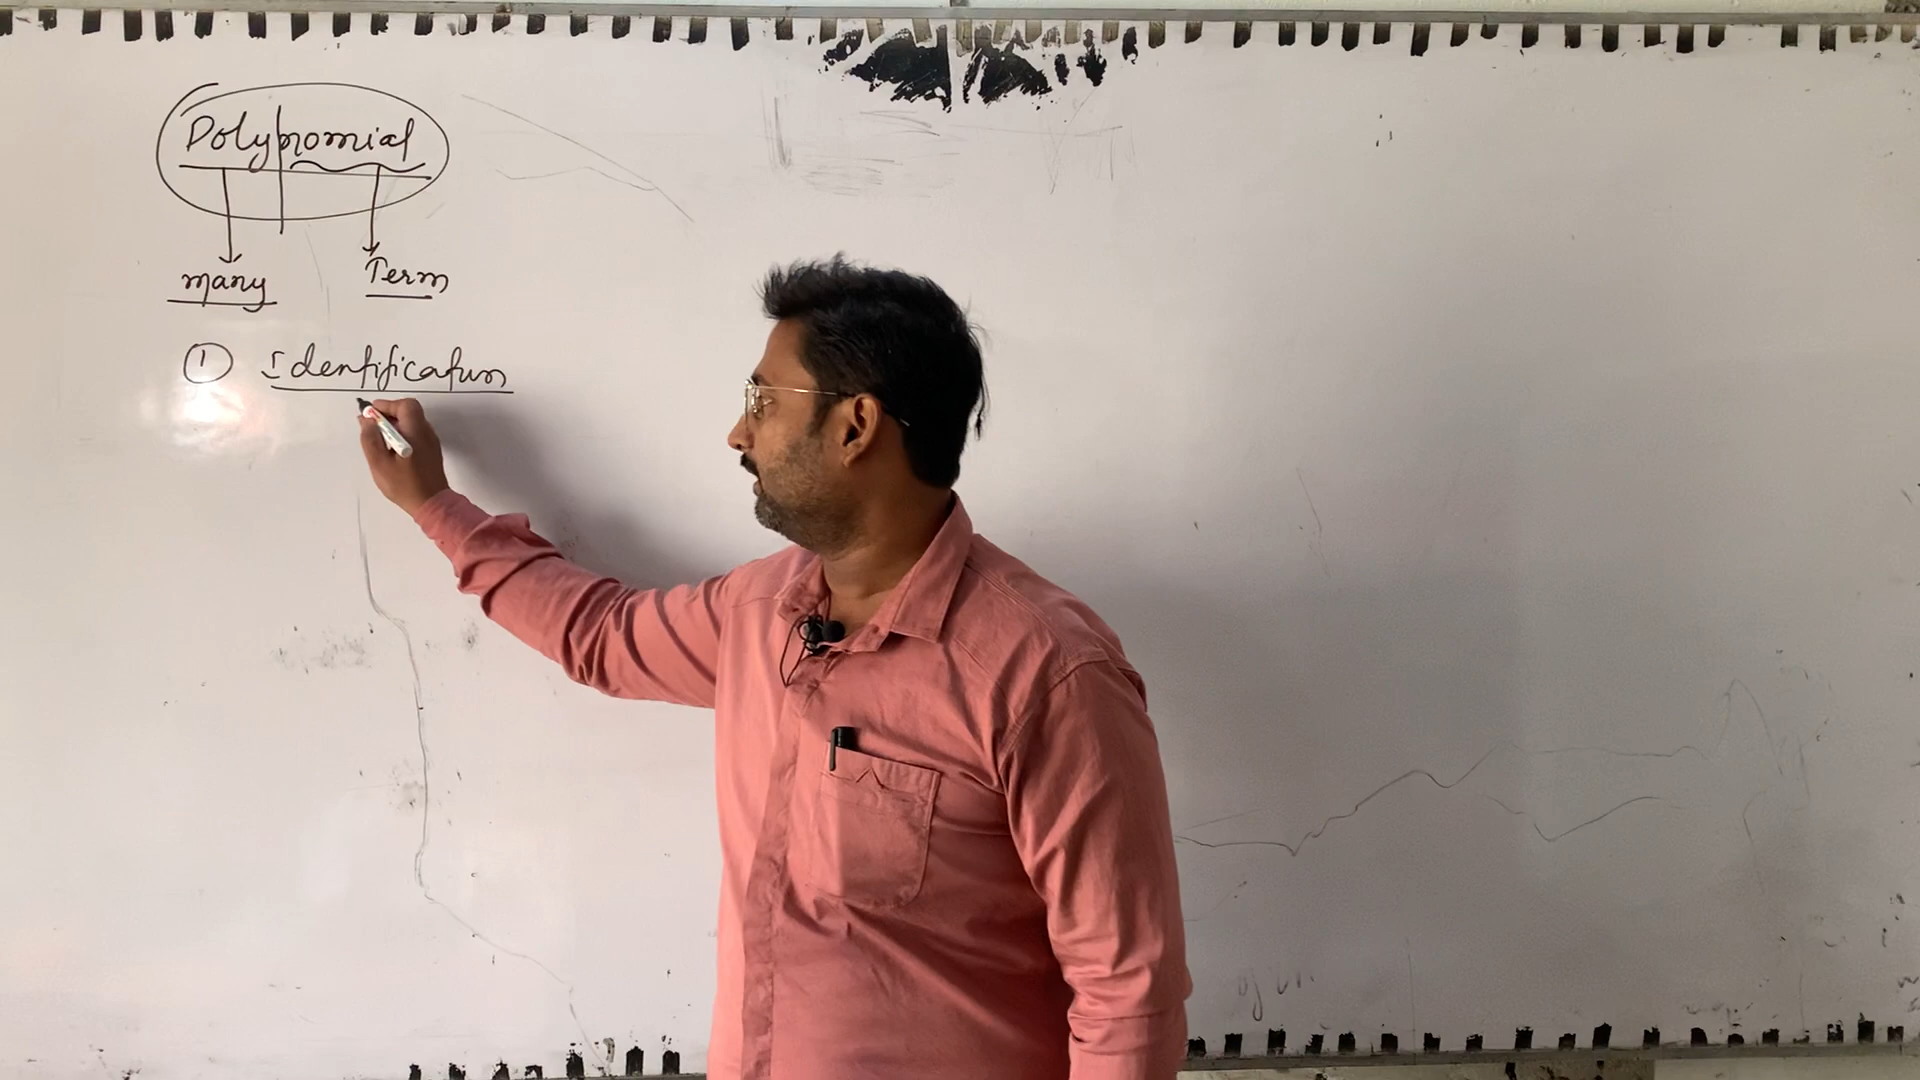 Polynomial
many Term
① Identification